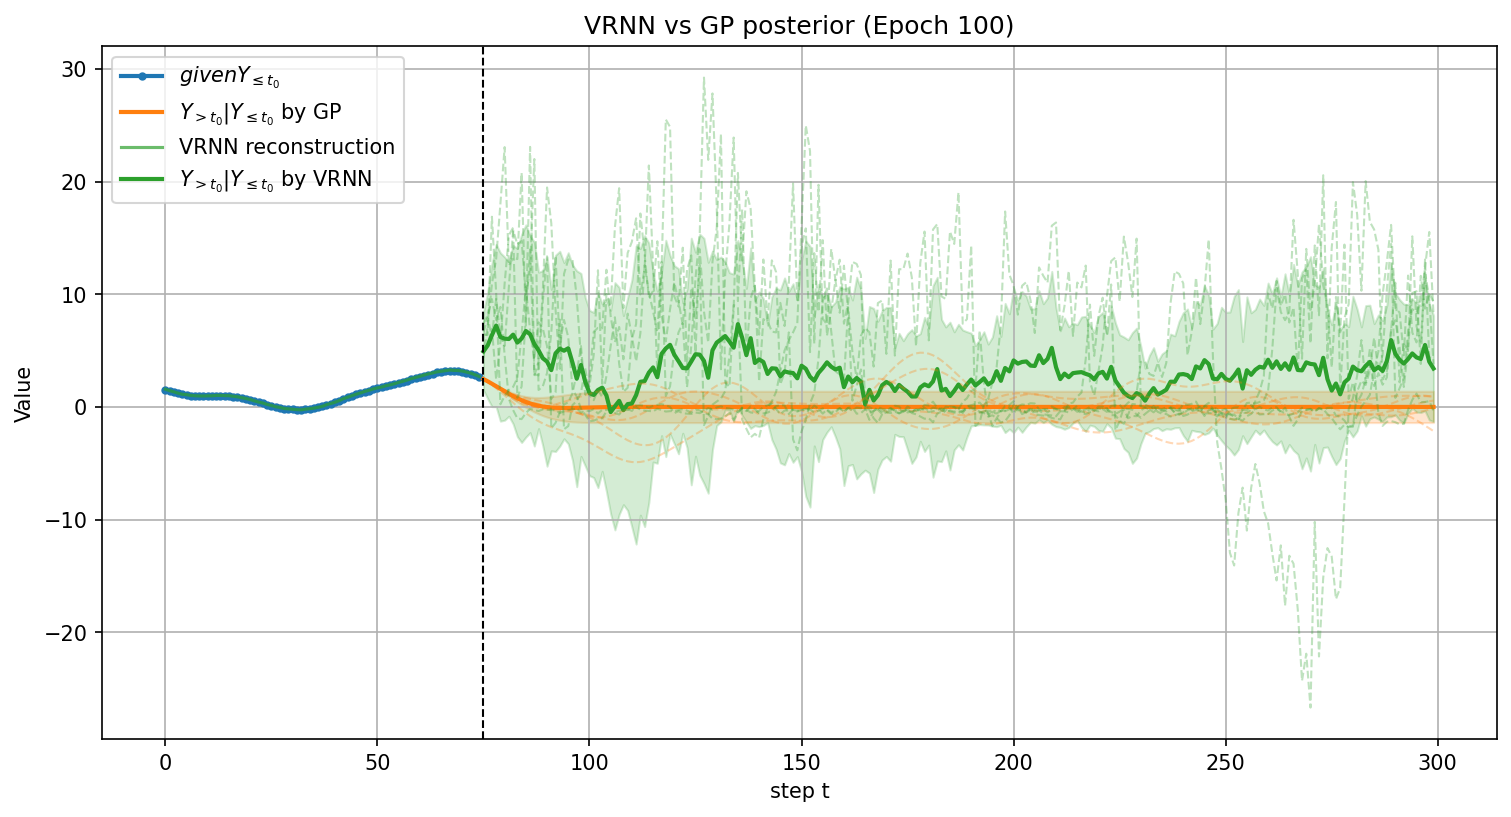 VRNN vs GP posterior (Epoch 100)
givenY≤t₀
Y>t₀|Y≤t₀ by GP
VRNN reconstruction
Y>t₀|Y≤t₀ by VRNN
30
20
10
0
−10
−20
Value
0 50 100 150 200 250 300
step t